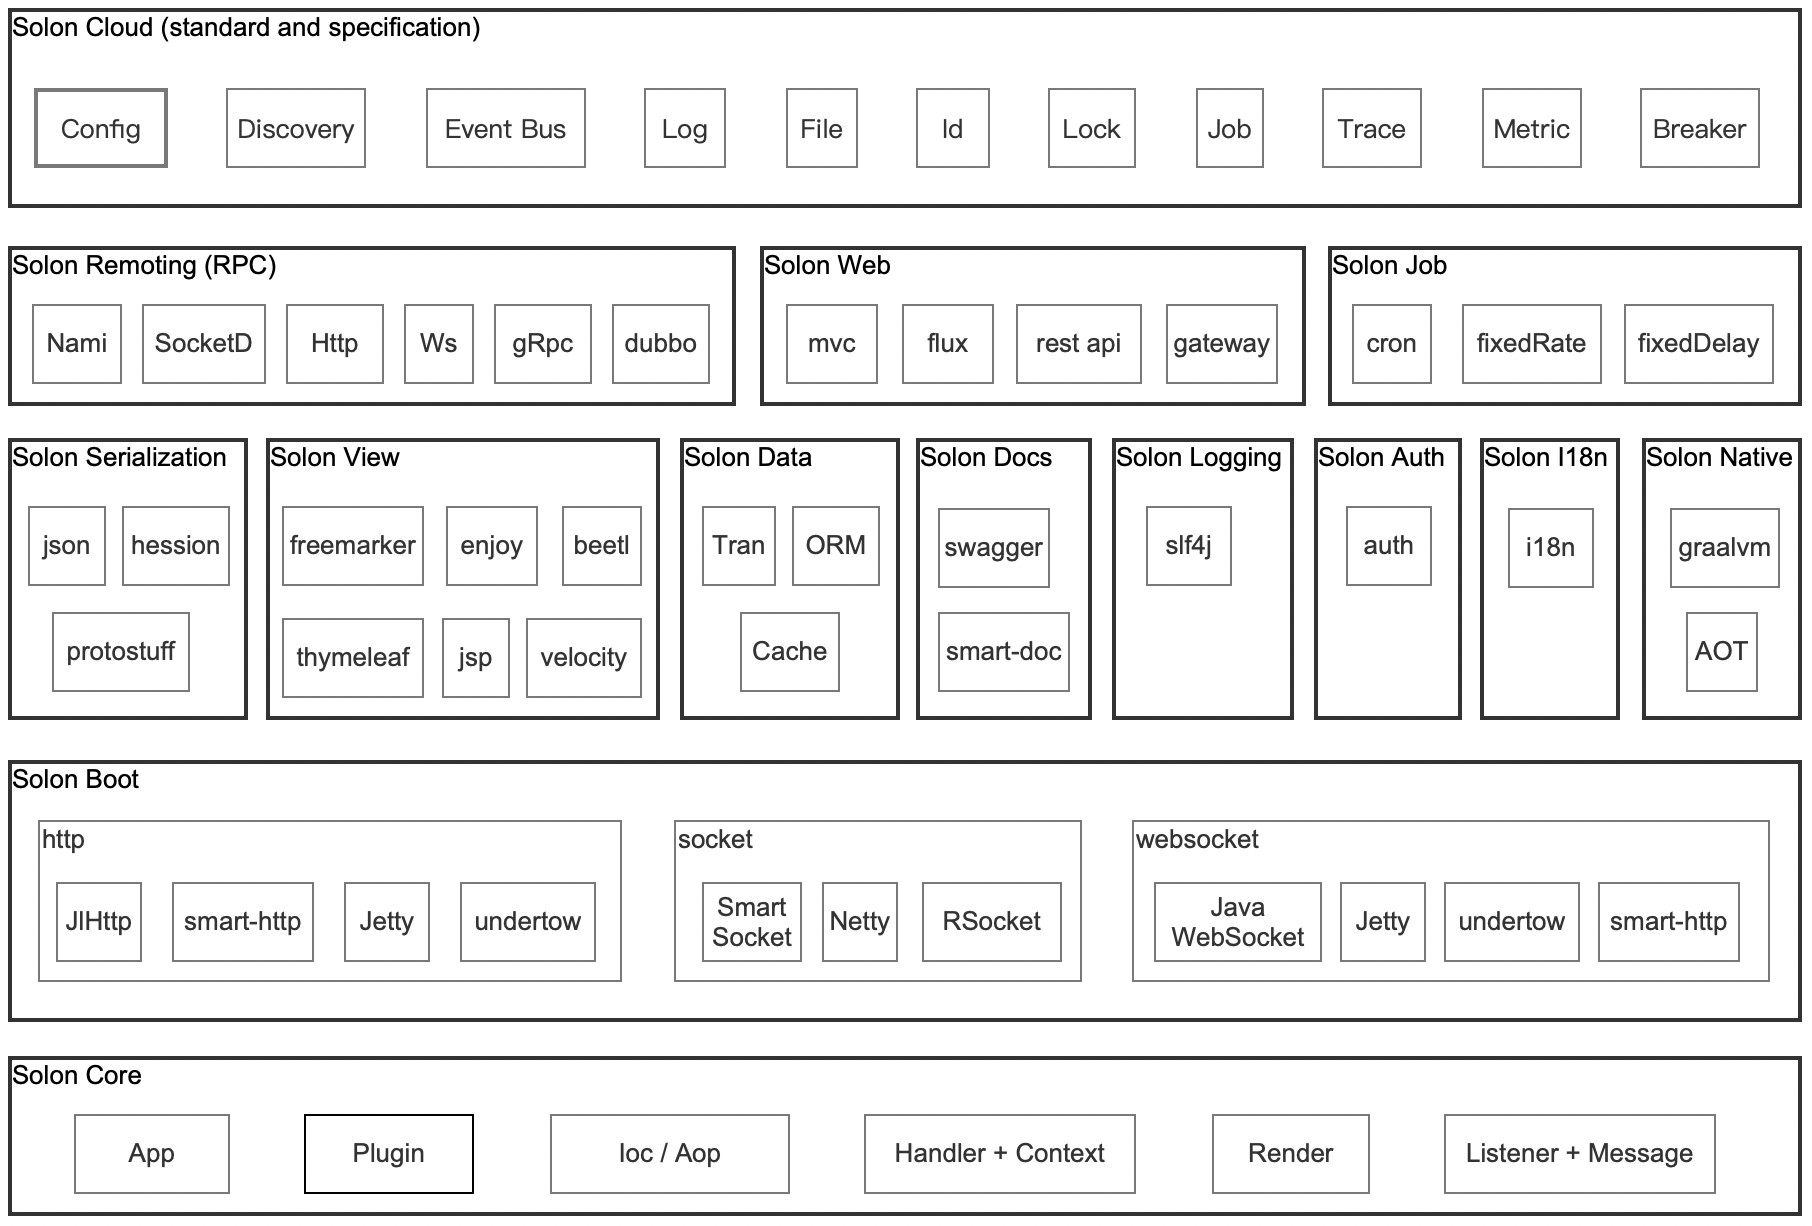 Solon Cloud (standard and specification)
Config
Discovery
Event Bus
Log
File
Id
Lock
Job
Trace
Metric
Breaker
Solon Remoting (RPC)
Nami
SocketD
Http
Ws
gRpc
dubbo
Solon Web
mvc
flux
rest api
gateway
Solon Job
cron
fixedRate
fixedDelay
Solon Serialization
json
hession
protostuff
Solon View
freemarker
enjoy
beetl
thymeleaf
jsp
velocity
Solon Data
Tran
ORM
Cache
Solon Docs
swagger
smart-doc
Solon Logging
slf4j
Solon Auth
auth
Solon I18n
i18n
Solon Native
graalvm
AOT
Solon Boot
http
JlHttp
smart-http
Jetty
undertow
socket
Smart
Socket
Netty
RSocket
websocket
Java
WebSocket
Jetty
undertow
smart-http
Solon Core
App
Plugin
Ioc / Aop
Handler + Context
Render
Listener + Message